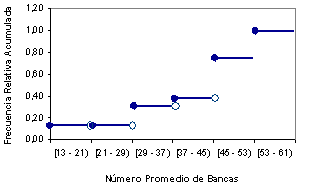 Frecuencia Relativa Acumulada
1,20
1,00
0,80
0,60
0,40
0,20
0,00
[13 - 21) [21 - 29) [29 - 37) [37 - 45) [45 - 53) [53 - 61)
Número Promedio de Bancas